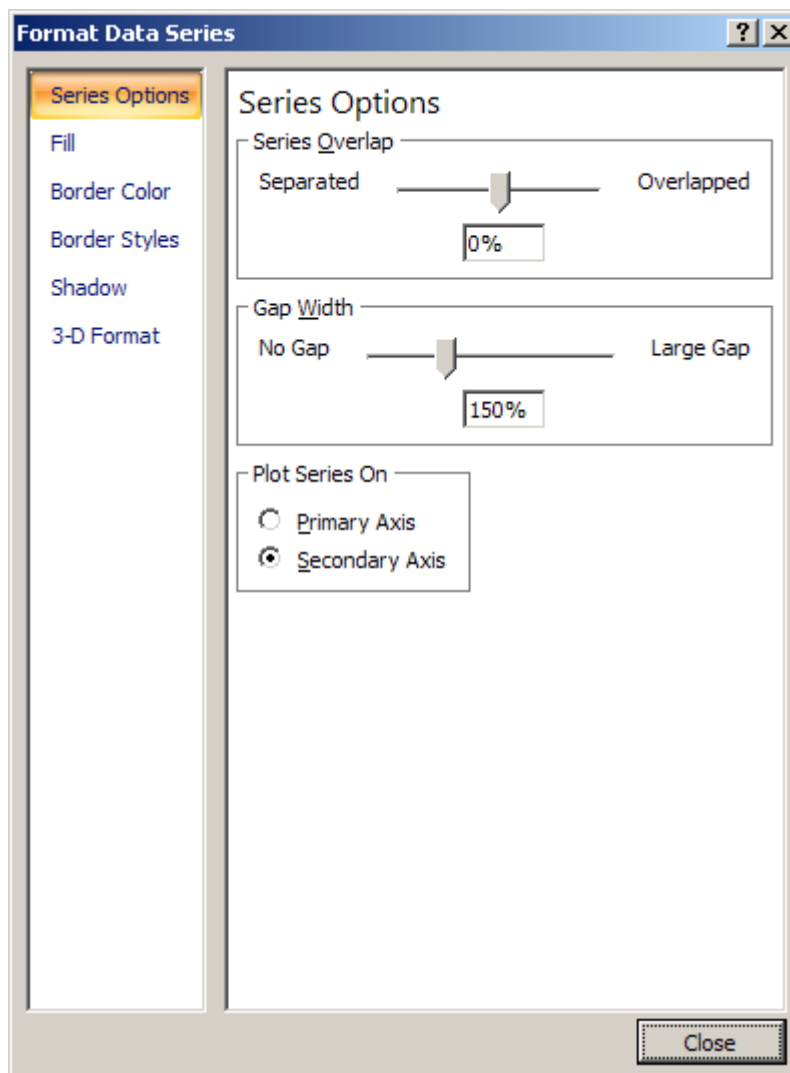 Format Data Series
Series Options
Fill
Border Color
Border Styles
Shadow
3-D Format
Series Options
Series Overlap
Separated Overlapped
0%
Gap Width
No Gap Large Gap
150%
Plot Series On
Primary Axis
Secondary Axis
Close